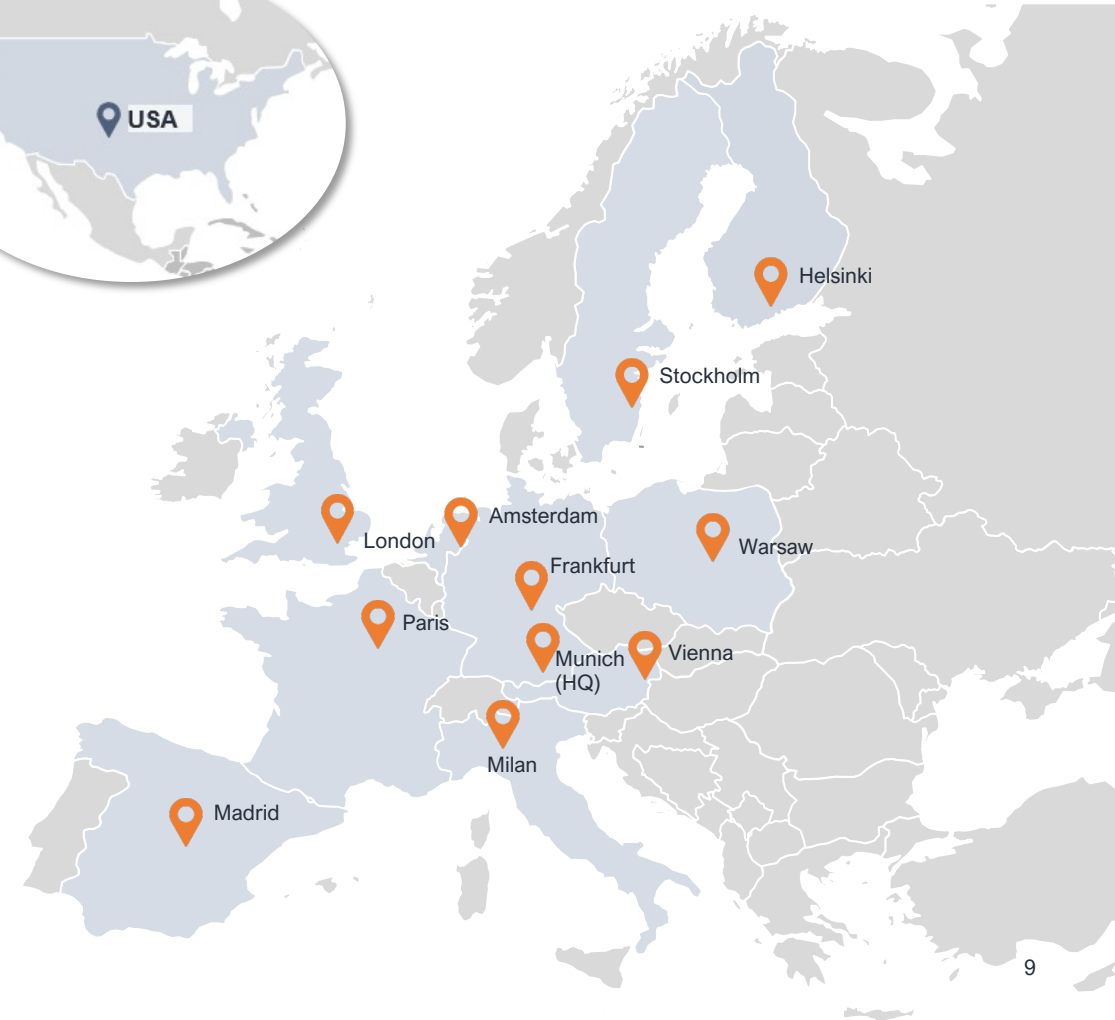 USA
Helsinki
Stockholm
Amsterdam
London
Warsaw
Frankfurt
Paris
Vienna
Munich
(HQ)
Milan
Madrid
9